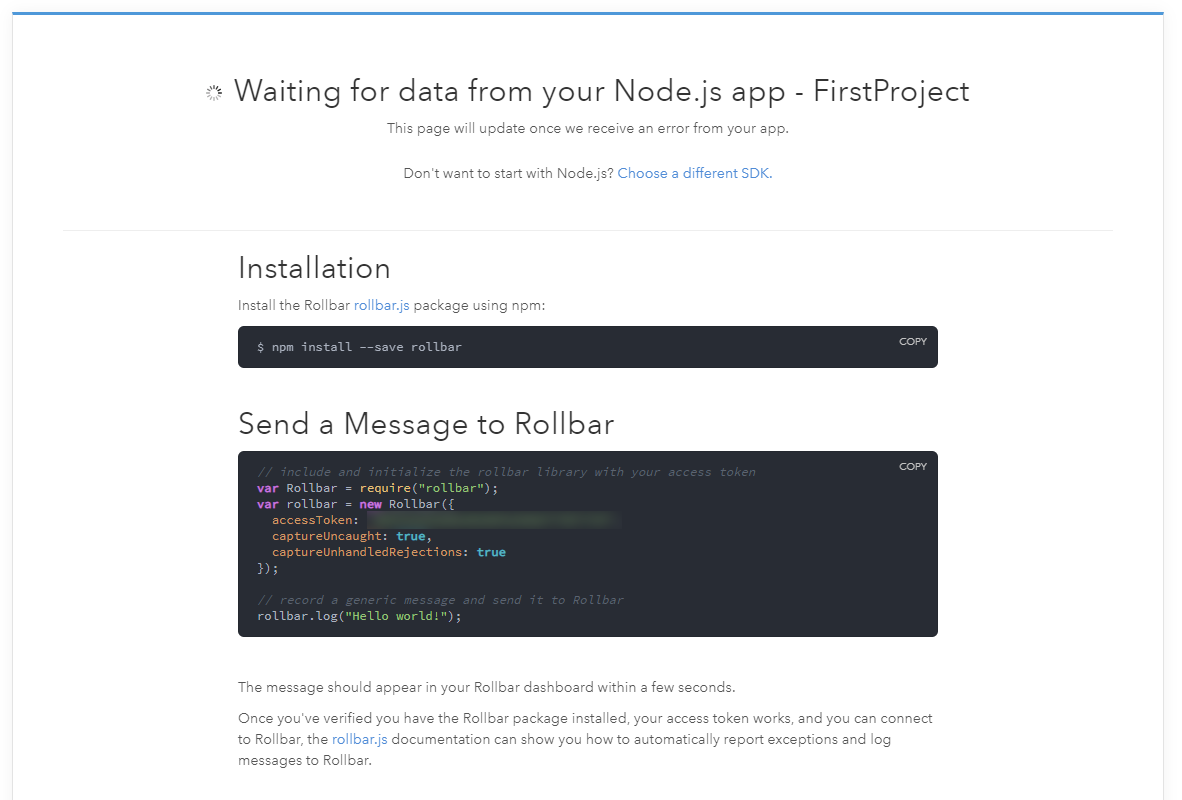 Waiting for data from your Node.js app - FirstProject
This page will update once we receive an error from your app.
Don't want to start with Node.js? Choose a different SDK.
Installation
Install the Rollbar rollbar.js package using npm:
COPY
$ npm install --save rollbar
Send a Message to Rollbar
COPY
// include and initialize the rollbar library with your access token
var Rollbar = require("rollbar");
var rollbar = new Rollbar({
  accessToken:
  captureUncaught: true,
  captureUnhandledRejections: true
});
// record a generic message and send it to Rollbar
rollbar.log("Hello world!");
The message should appear in your Rollbar dashboard within a few seconds.
Once you've verified you have the Rollbar package installed, your access token works, and you can connect
to Rollbar, the rollbar.js documentation can show you how to automatically report exceptions and log
messages to Rollbar.